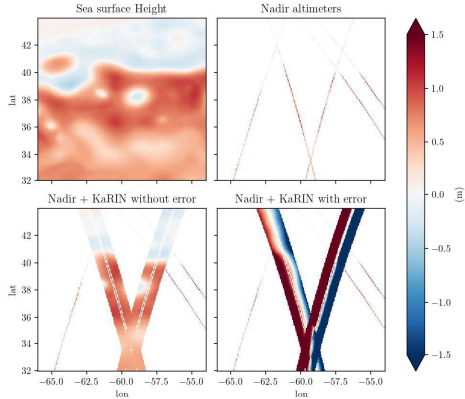 Sea surface Height
Nadir altimeters
42
40
38
36
34
32
lat
Nadir + KaRIN without error
Nadir + KaRIN with error
42
40
38
36
34
32
lat
−65.0 −62.5 −60.0 −57.5 −55.0
−65.0 −62.5 −60.0 −57.5 −55.0
lon
lon
1.5
1.0
0.5
0.0
−0.5
−1.0
−1.5
(m)